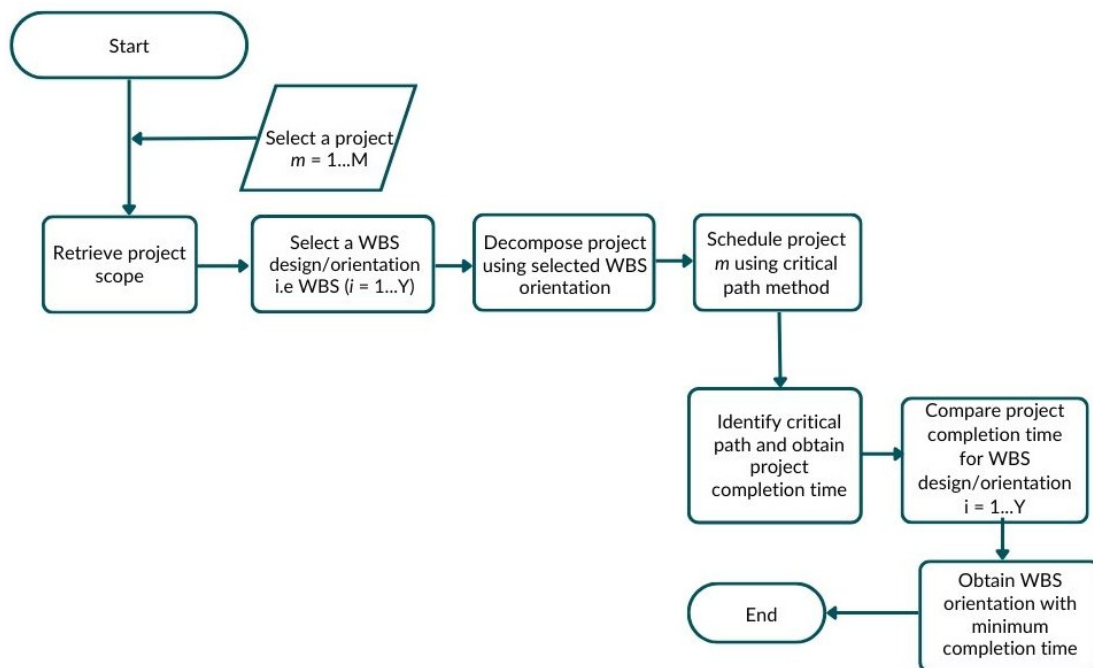 Start
Select a project
m = 1...M
Retrieve project
scope
Select a WBS
design/orientation
i.e WBS (i = 1...Y)
Decompose project
using selected WBS
orientation
Schedule project
m using critical
path method
Identify critical
path and obtain
project
completion time
Compare project
completion time
for WBS
design/orientation
i = 1...Y
Obtain WBS
orientation with
minimum
completion time
End